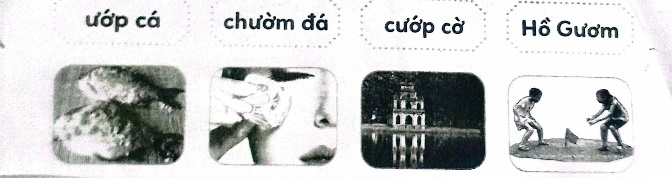 ướp cá
chườm đá
cướp cờ
Hồ Gươm